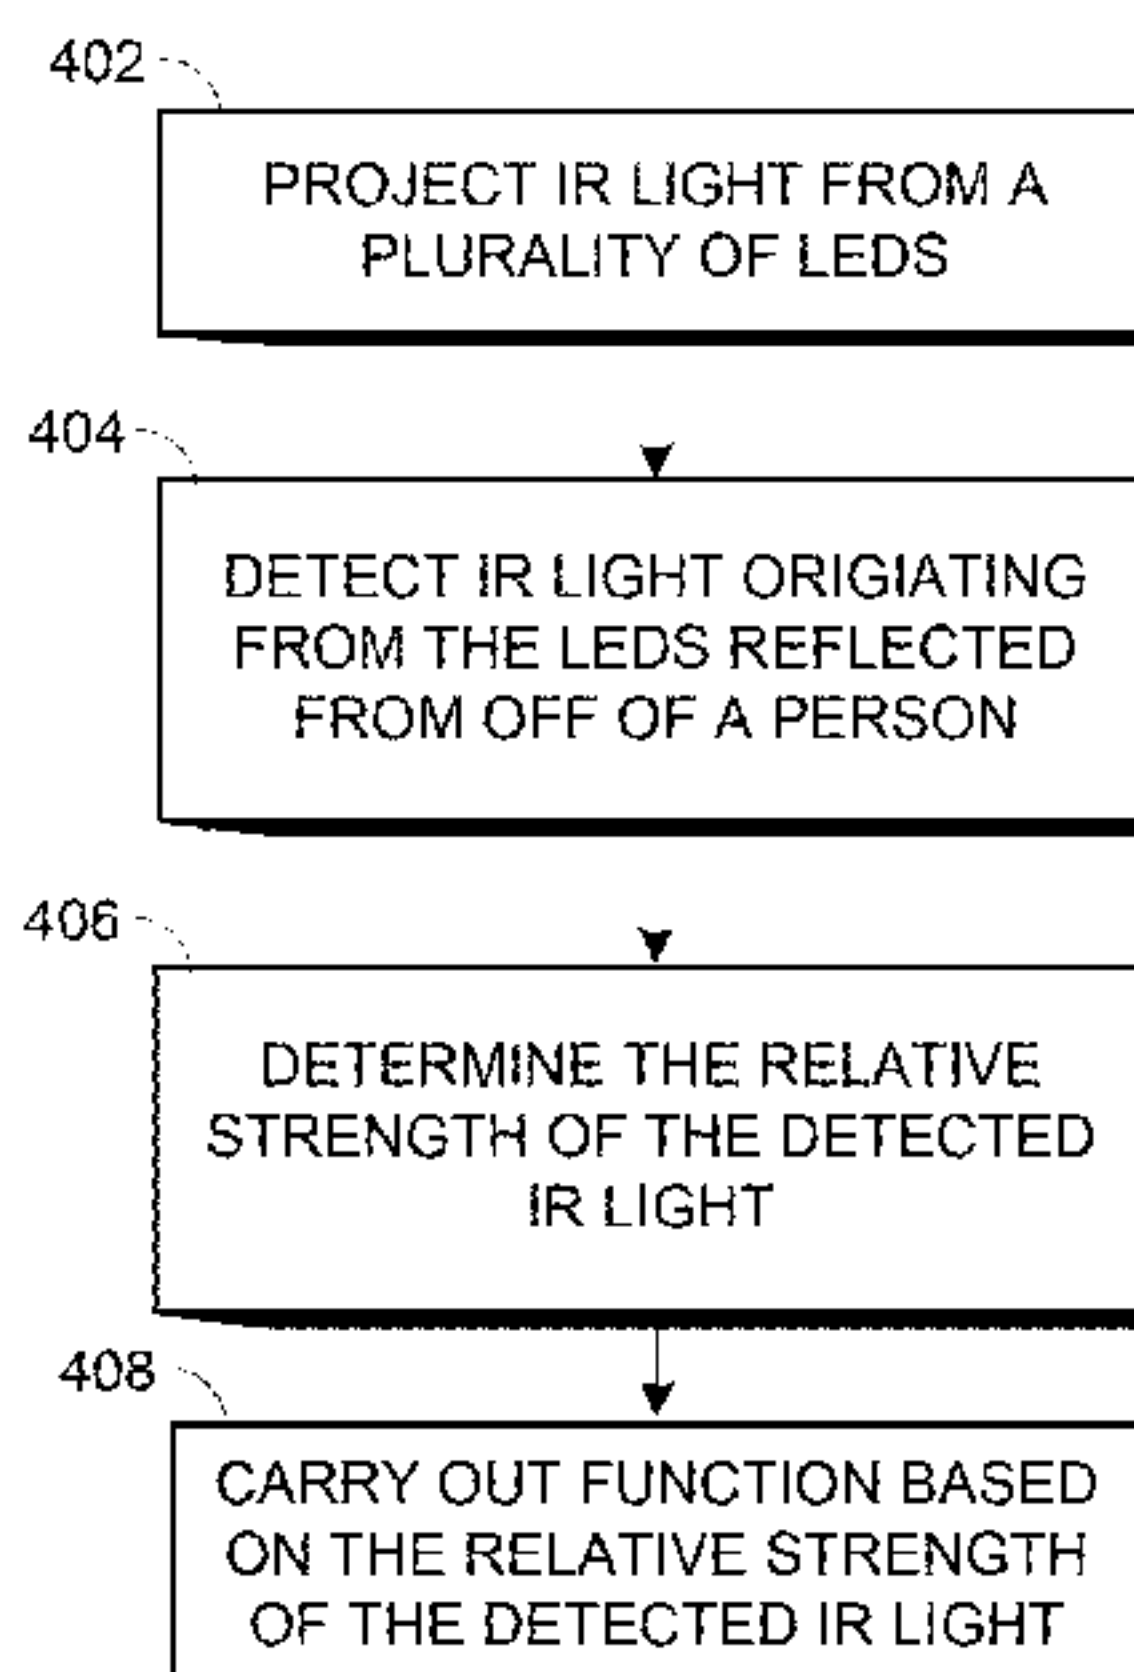 402
PROJECT IR LIGHT FROM A
PLURALITY OF LEDS
404
DETECT IR LIGHT ORIGIATING
FROM THE LEDS REFLECTED
FROM OFF OF A PERSON
406
DETERMINE THE RELATIVE
STRENGTH OF THE DETECTED
IR LIGHT
408
CARRY OUT FUNCTION BASED
ON THE RELATIVE STRENGTH
OF THE DETECTED IR LIGHT